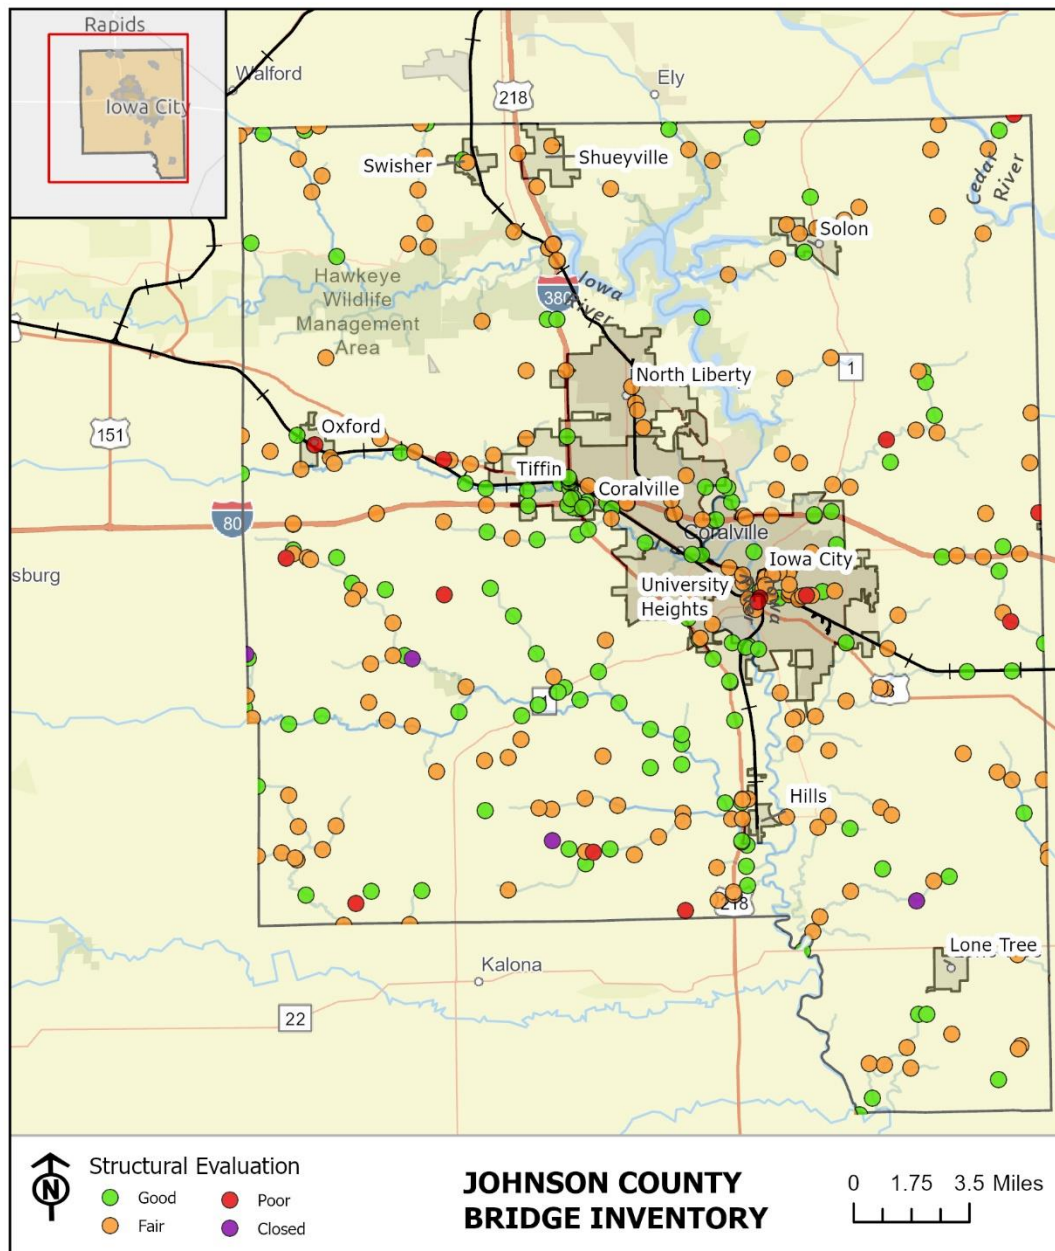 Rapids
Iowa City
Walford
218
Ely
Swisher
Shueyville
Cedar
River
Solon
Hawkeye
Wildlife
Management
Area
380
Iowa
River
1
North Liberty
151
Oxford
Tiffin
Coralville
80
Coralville
Iowa City
sburg
University
Heights
Iowa
River
Hills
218
Lone Tree
Kalona
22
N
Structural Evaluation
Good
Poor
Fair
Closed
JOHNSON COUNTY
BRIDGE INVENTORY
0 1.75 3.5 Miles